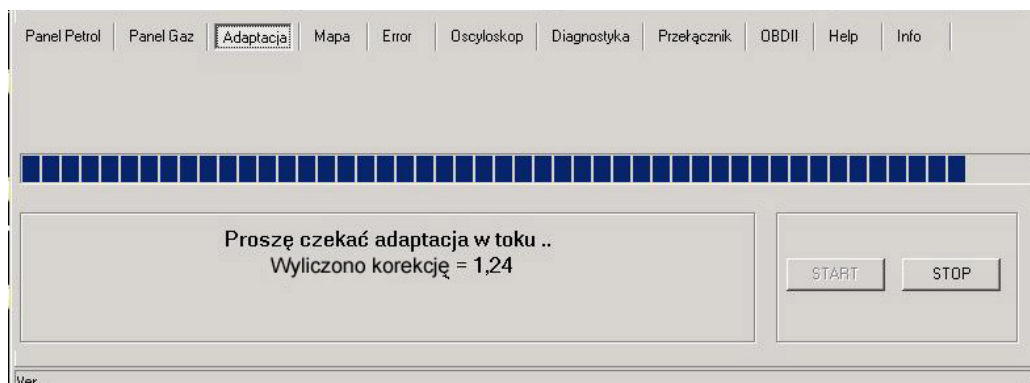 Panel Petrol Panel Gaz Adaptacja Mapa Error Oscyloskop Diagnostyka Przełącznik OBDII Help Info
Proszę czekać adaptacja w toku ..
Wyliczono korekcję = 1,24
START STOP
Ver